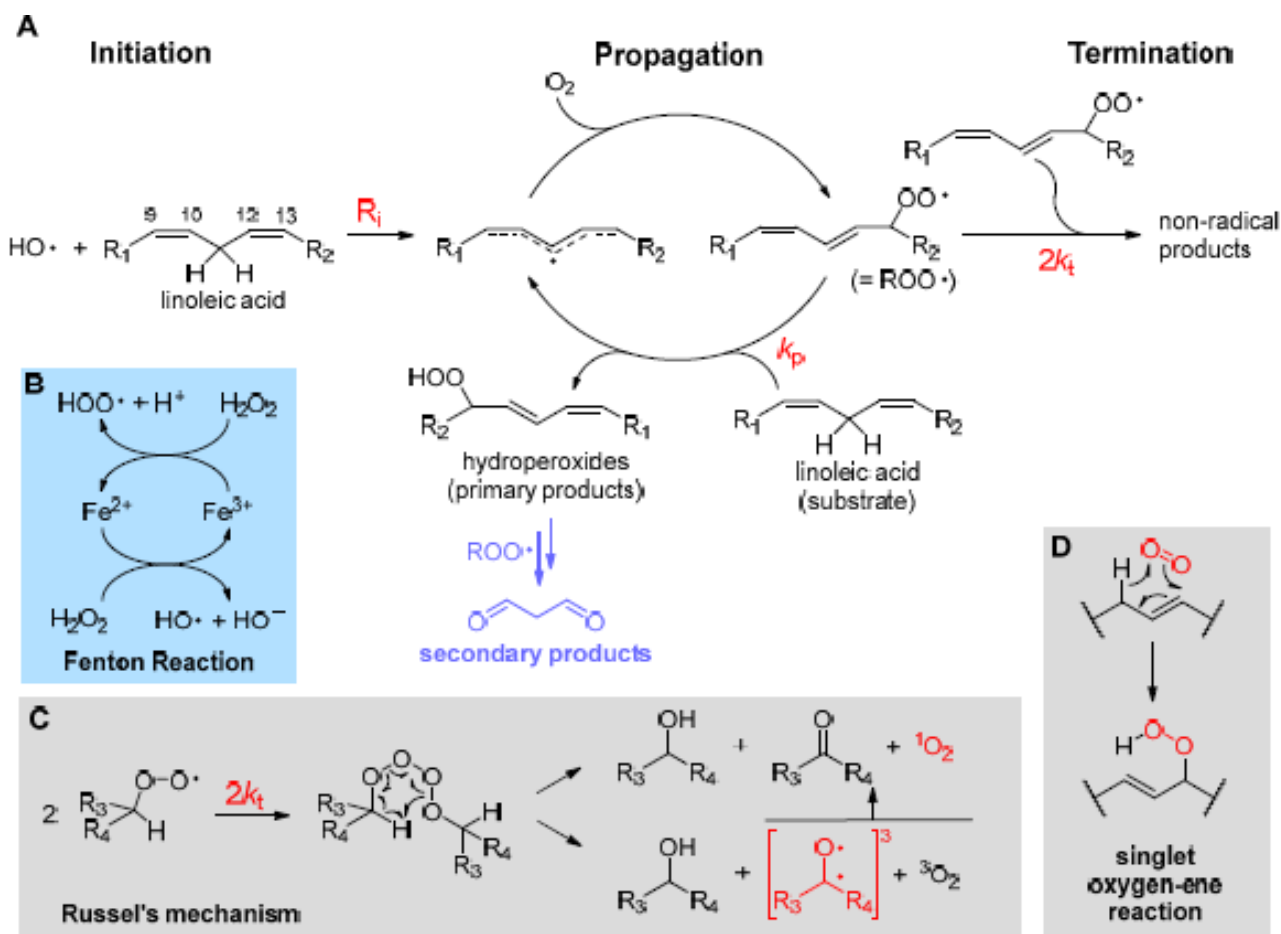 A
Initiation
Propagation
Termination
O2
OO•
R1
R2
9 10 12 13
HO• +
R1
R2
H H
linoleic acid
Ri
R1
R2
•
OO•
R1
R2
(= ROO•)
2kt
non-radical
products
kp
HOO
R2
R1
hydroperoxides
(primary products)
R1
R2
H H
linoleic acid
(substrate)
ROO•
O O
secondary products
B
HOO• + H+ H2O2
Fe2+ Fe3+
H2O2 HO• + HO−
Fenton Reaction
C
2
O-O•
R3
R4
H
2kt
O O O O
R3
R4
H
H
R4
R3
OH
R3 R4
+
O
R3 R4
+ 1O2
OH
R3 R4
+
[O• • R3 R4]3
+ 3O2
Russel's mechanism
D
H
O=O
H
O
O
singlet
oxygen-ene
reaction